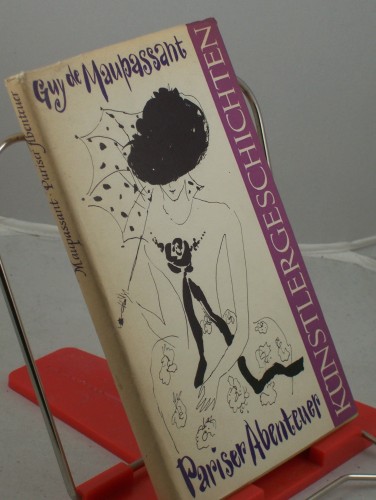 Guy de Maupassant
KÜNSTLERGESCHICHTEN
Pariser Abenteuer
Maupassant · Pariser Abenteuer